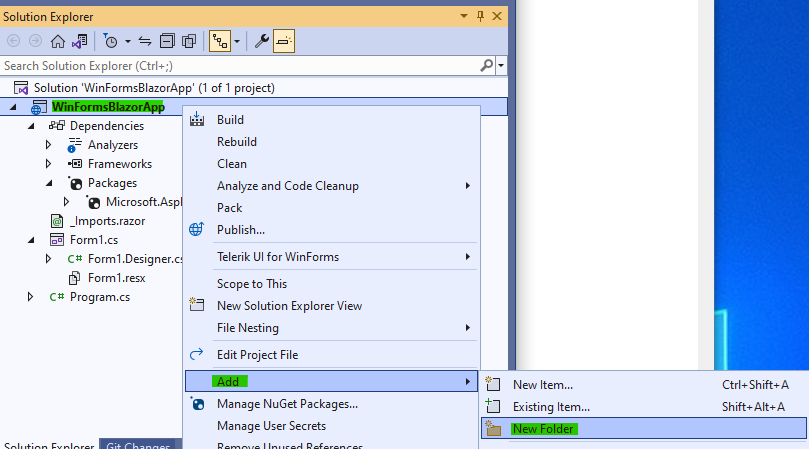 Solution Explorer
Search Solution Explorer (Ctrl+;)
Solution 'WinFormsBlazorApp' (1 of 1 project)
WinFormsBlazorApp
Dependencies
Analyzers
Frameworks
Packages
Microsoft.Asp
_Imports.razor
Form1.cs
C# Form1.Designer.cs
Form1.resx
C# Program.cs
Build
Rebuild
Clean
Analyze and Code Cleanup
Pack
Publish...
Telerik UI for WinForms
Scope to This
New Solution Explorer View
File Nesting
Edit Project File
Add
Manage NuGet Packages...
Manage User Secrets
Remove Unused References
New Item... Ctrl+Shift+A
Existing Item... Shift+Alt+A
New Folder
Solution Explorer Git Changes